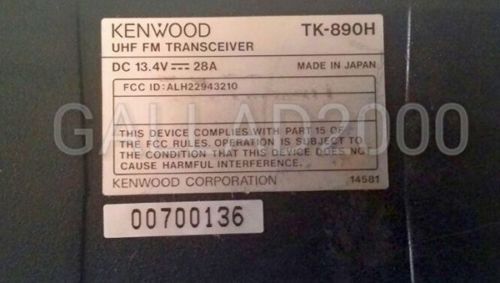 KENWOOD TK-890H
UHF FM TRANSCEIVER
DC 13.4V ⎓ 28A MADE IN JAPAN
FCC ID:ALH22943210
GALLAD2000
THIS DEVICE COMPLIES WITH PART 15 OF
THE FCC RULES. OPERATION IS SUBJECT TO
THE CONDITION THAT THIS DEVICE DOES NOT
CAUSE HARMFUL INTERFERENCE.
KENWOOD CORPORATION 14581
00700136